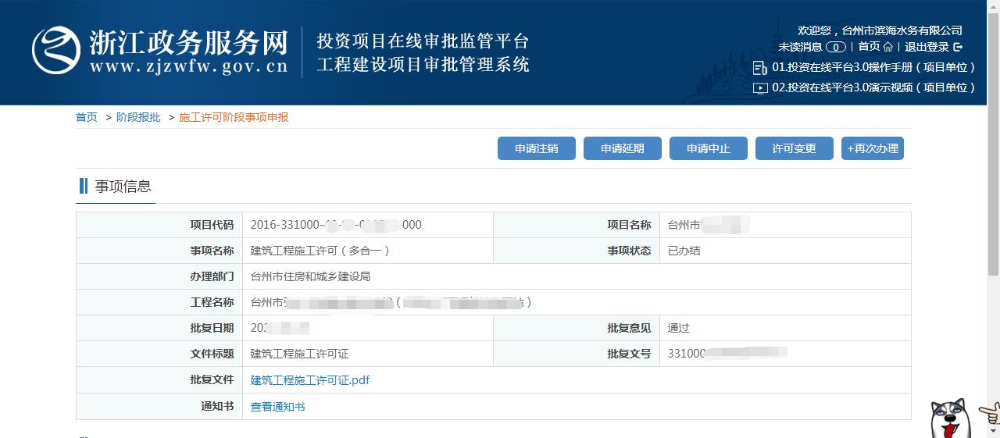 浙江政务服务网
www.zjzwfw.gov.cn
投资项目在线审批监管平台
工程建设项目审批管理系统
欢迎您，台州市滨海水务有限公司
未读消息 0 | 首页 | 退出登录
01.投资在线平台3.0操作手册（项目单位）
02.投资在线平台3.0演示视频（项目单位）
首页 > 阶段报批 > 施工许可阶段事项申报
申请注销 申请延期 申请中止 许可变更 +再次办理
事项信息
项目代码 2016-331000- -000 项目名称 台州市
事项名称 建筑工程施工许可（多合一） 事项状态 已办结
办理部门 台州市住房和城乡建设局
工程名称 台州市 （ ）
批复日期 202 批复意见 通过
文件标题 建筑工程施工许可证 批复文号 331000
批复文件 建筑工程施工许可证.pdf
通知书 查看通知书